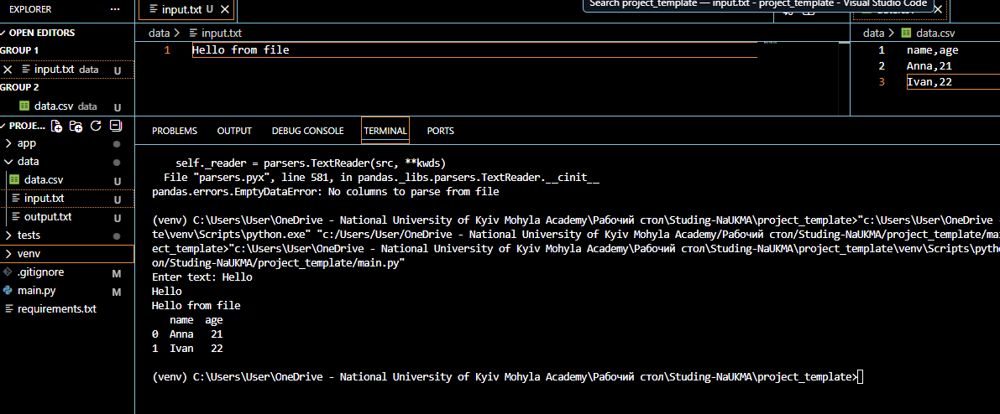 Search project_template — input.txt - project_template - Visual Studio Code
EXPLORER
OPEN EDITORS
GROUP 1
input.txt data U
GROUP 2
data.csv data U
PROJE...
app
data
data.csv U
input.txt U
output.txt U
tests
venv
.gitignore M
main.py M
requirements.txt
input.txt U
data > input.txt
1 Hello from file
data > data.csv
1 name,age
2 Anna,21
3 Ivan,22
PROBLEMS OUTPUT DEBUG CONSOLE TERMINAL PORTS
self._reader = parsers.TextReader(src, **kwds)
File "parsers.pyx", line 581, in pandas._libs.parsers.TextReader.__cinit__
pandas.errors.EmptyDataError: No columns to parse from file
(venv) C:\Users\User\OneDrive - National University of Kyiv Mohyla Academy\Рабочий стол\Studing-NaUKMA\project_template>"c:\Users\User\OneDrive -
te\venv\Scripts\python.exe" "c:/Users/User/OneDrive - National University of Kyiv Mohyla Academy/Рабочий стол/Studing-NaUKMA/project_template/mai
ect_template>"c:\Users\User\OneDrive - National University of Kyiv Mohyla Academy\Рабочий стол\Studing-NaUKMA\project_template\venv\Scripts\pytho
ол/Studing-NaUKMA/project_template/main.py"
Enter text: Hello
Hello
Hello from file
name age
0 Anna 21
1 Ivan 22
(venv) C:\Users\User\OneDrive - National University of Kyiv Mohyla Academy\Рабочий стол\Studing-NaUKMA\project_template>